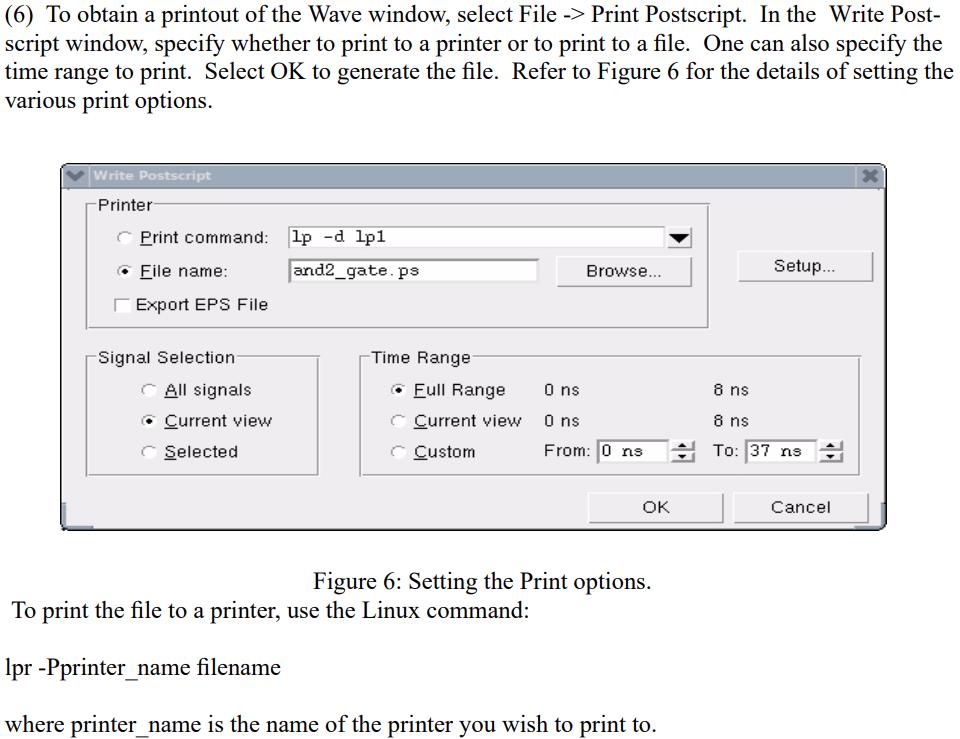 (6)  To obtain a printout of the Wave window, select File -> Print Postscript.  In the  Write Post-
script window, specify whether to print to a printer or to print to a file.  One can also specify the
time range to print.  Select OK to generate the file.  Refer to Figure 6 for the details of setting the
various print options.
Write Postscript
Printer
Print command: lp -d lp1
File name: and2_gate.ps Browse... Setup...
Export EPS File
Signal Selection Time Range
All signals Full Range 0 ns 8 ns
Current view Current view 0 ns 8 ns
Selected Custom From: 0 ns To: 37 ns
OK Cancel
Figure 6: Setting the Print options.
To print the file to a printer, use the Linux command:
lpr -Pprinter_name filename
where printer_name is the name of the printer you wish to print to.